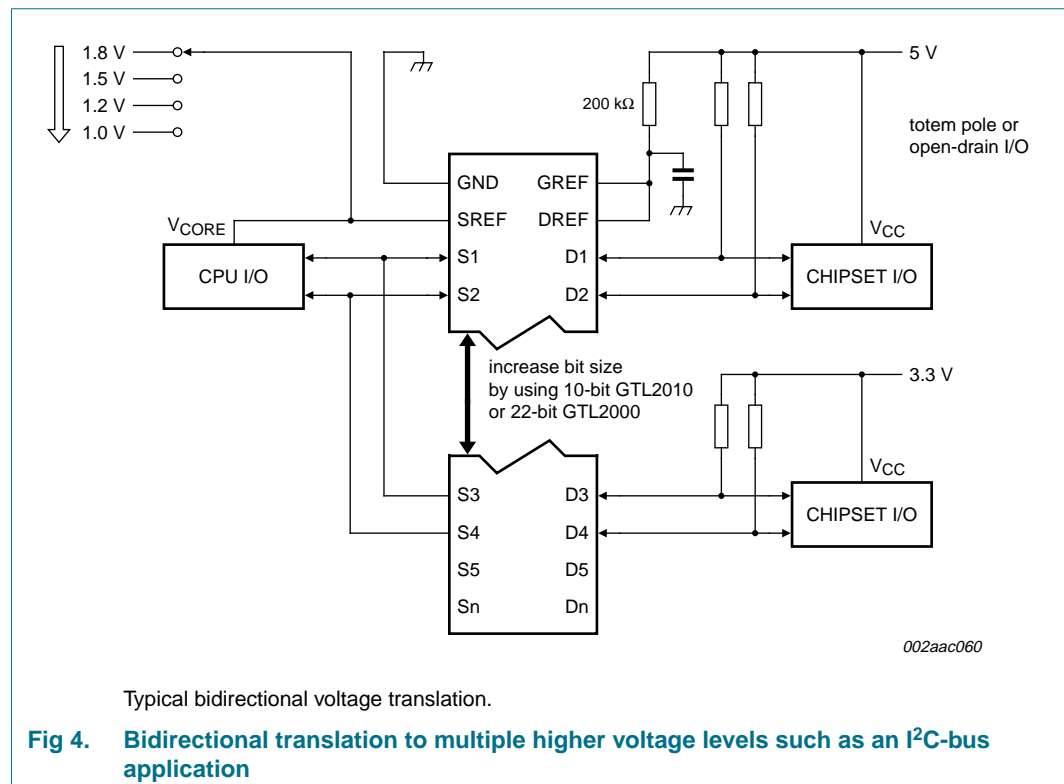 1.8 V
1.5 V
1.2 V
1.0 V
5 V
200 kΩ
totem pole or
open-drain I/O
GND
GREF
SREF
DREF
VCORE
VCC
S1
D1
CPU I/O
CHIPSET I/O
S2
D2
increase bit size
by using 10-bit GTL2010
or 22-bit GTL2000
3.3 V
VCC
S3
D3
CHIPSET I/O
S4
D4
S5
D5
Sn
Dn
002aac060
Typical bidirectional voltage translation.
Fig 4. Bidirectional translation to multiple higher voltage levels such as an I²C-bus
application